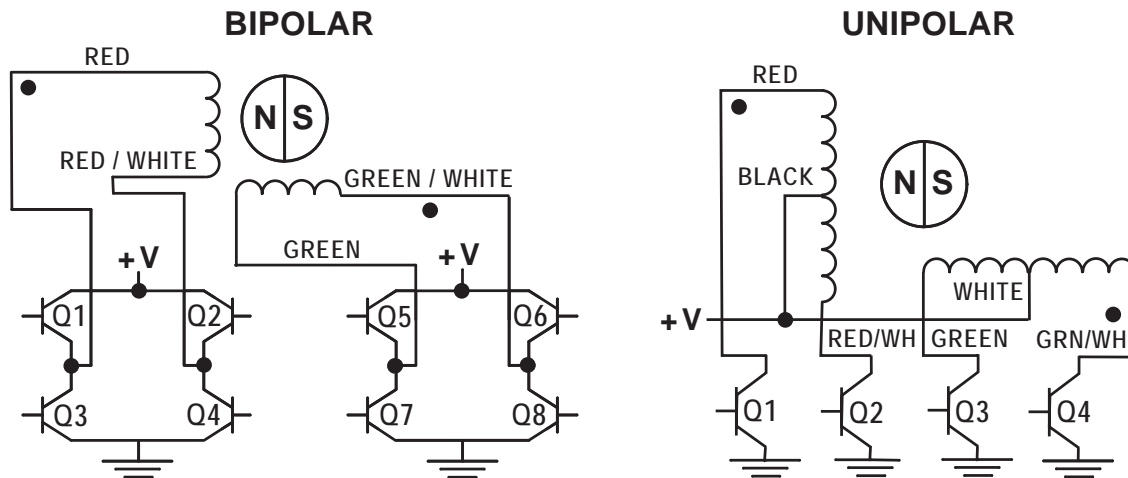 BIPOLAR
RED
N S
RED / WHITE
GREEN / WHITE
GREEN
+V
+V
Q1
Q2
Q5
Q6
Q3
Q4
Q7
Q8
UNIPOLAR
RED
BLACK
N S
WHITE
+V
RED/WH
GREEN
GRN/WH
Q1
Q2
Q3
Q4